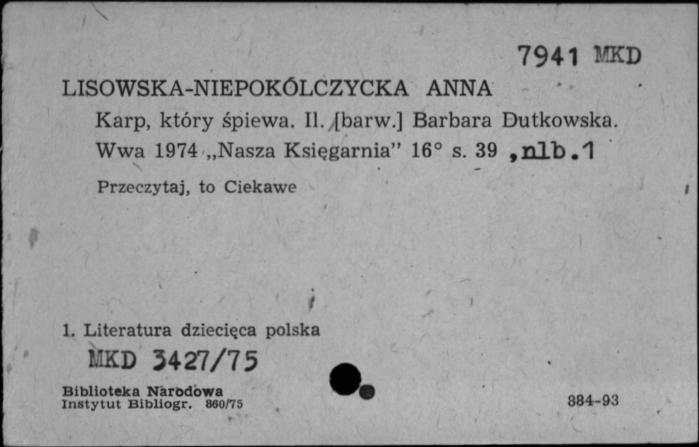 7941 MKD
LISOWSKA-NIEPOKÓLCZYCKA ANNA
Karp, który śpiewa. Il. [barw.] Barbara Dutkowska.
Wwa 1974 „Nasza Księgarnia” 16° s. 39 ,nlb.1
Przeczytaj, to Ciekawe
1. Literatura dziecięca polska
MKD 3427/75
Biblioteka Narodowa
Instytut Bibliogr. 860/75
884-93